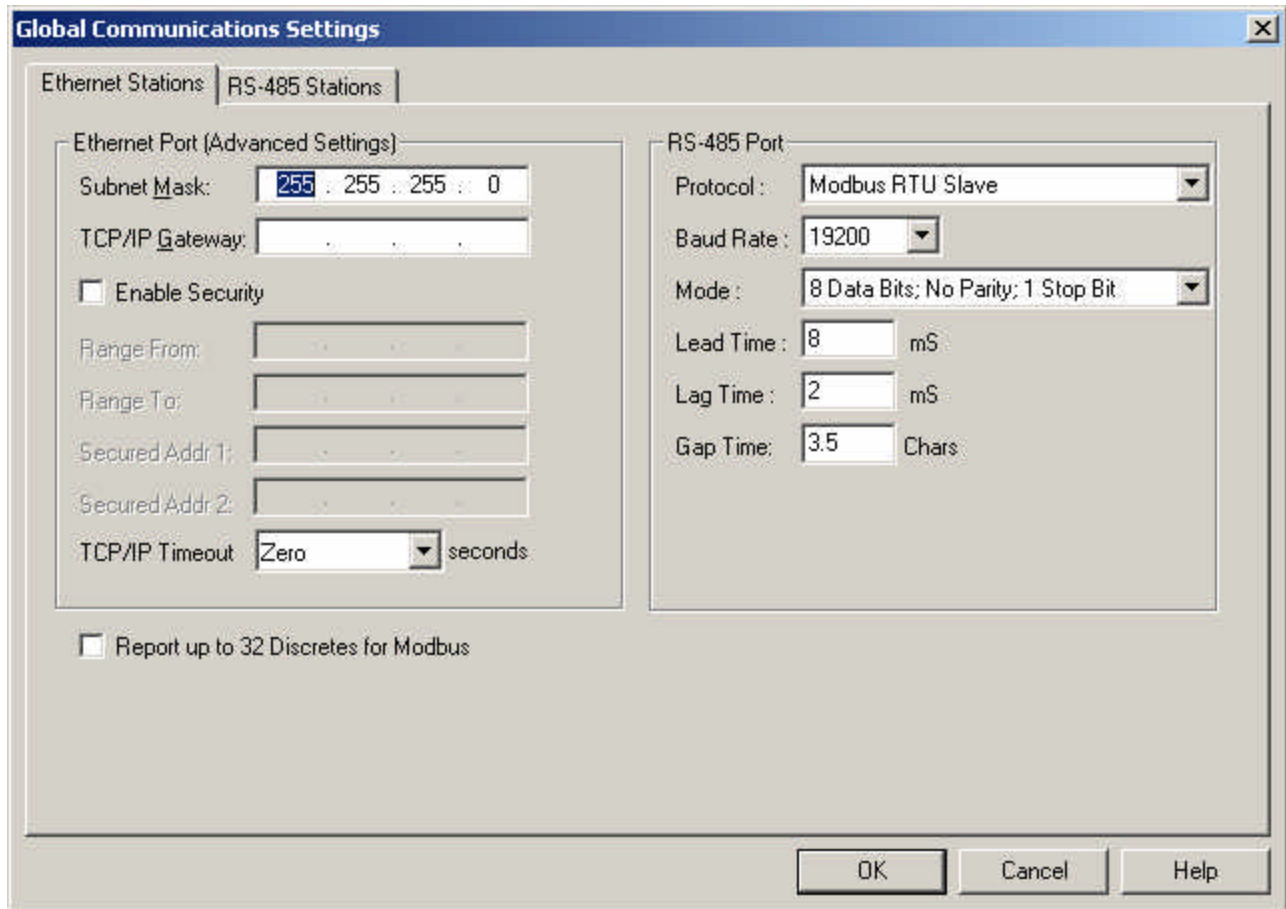 Global Communications Settings
Ethernet Stations
RS-485 Stations
Ethernet Port (Advanced Settings)
Subnet Mask: 255 . 255 . 255 . 0
TCP/IP Gateway: . . .
Enable Security
Range From: . . .
Range To: . . .
Secured Addr 1: . . .
Secured Addr 2: . . .
TCP/IP Timeout Zero seconds
RS-485 Port
Protocol : Modbus RTU Slave
Baud Rate : 19200
Mode : 8 Data Bits; No Parity; 1 Stop Bit
Lead Time : 8 mS
Lag Time : 2 mS
Gap Time: 3.5 Chars
Report up to 32 Discretes for Modbus
OK Cancel Help